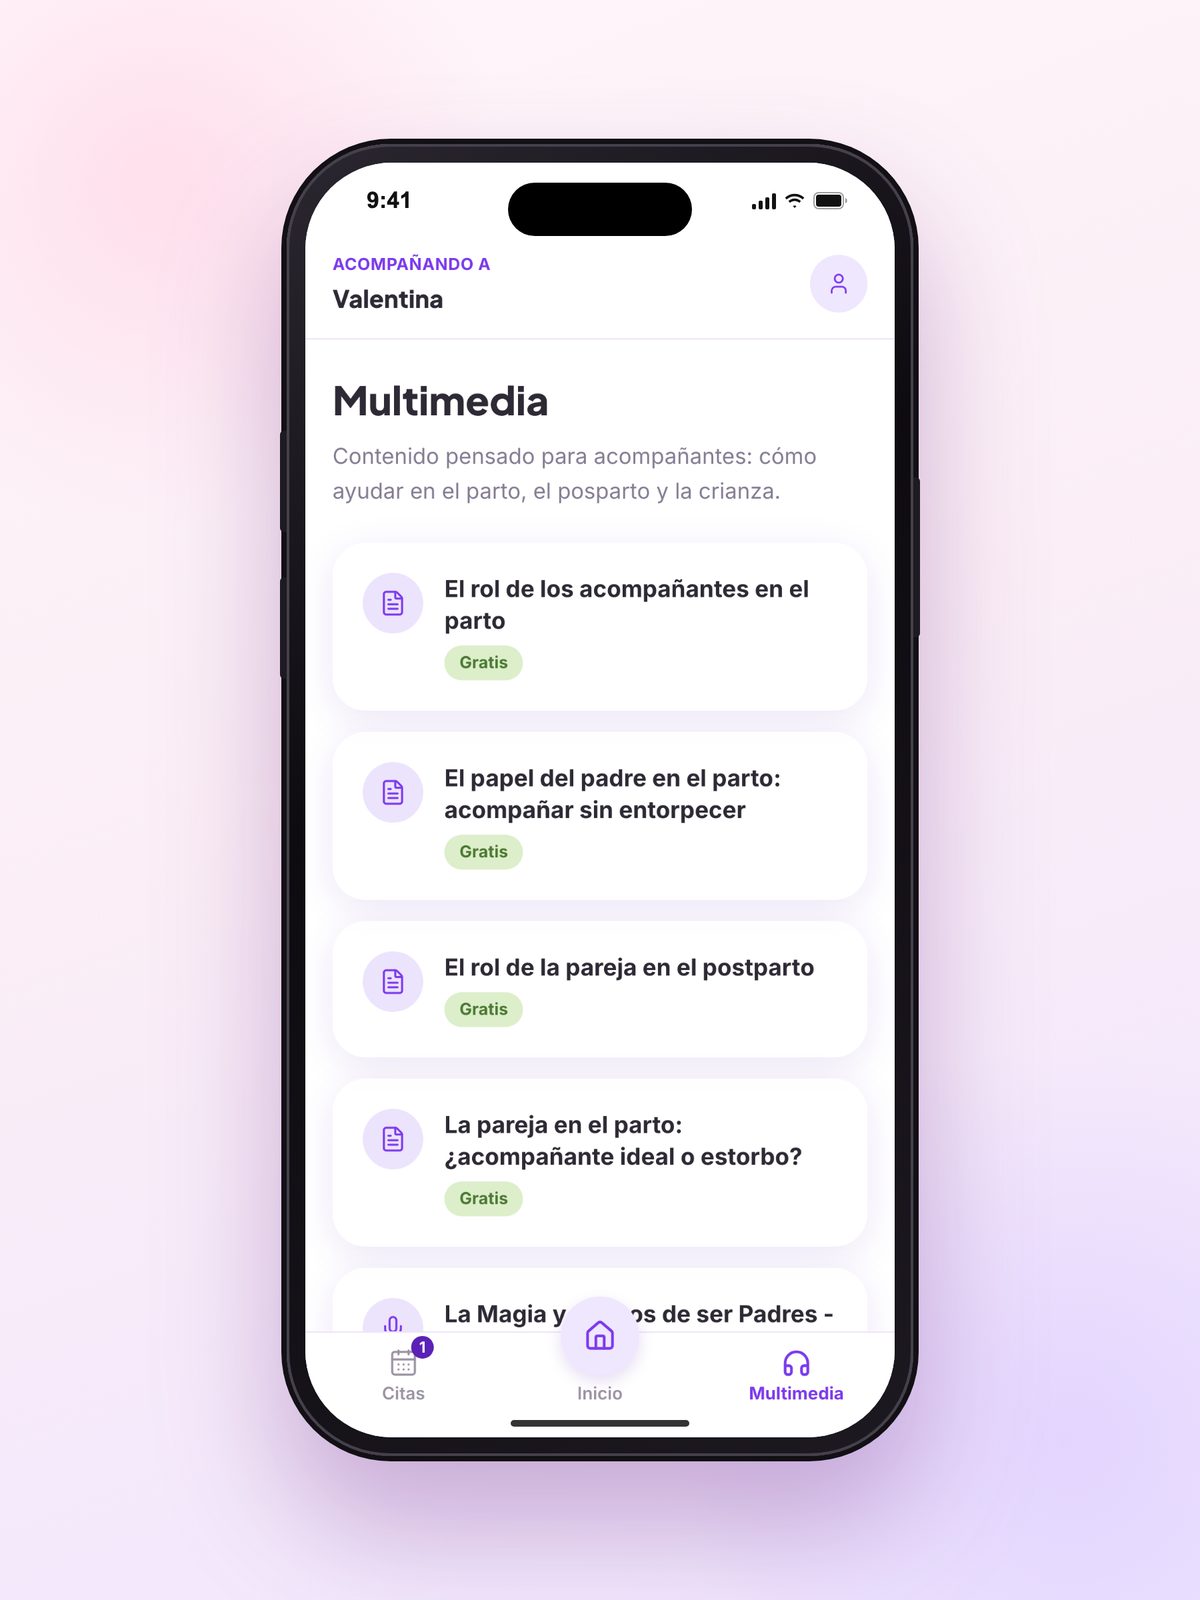 9:41
ACOMPAÑANDO A
Valentina
Multimedia
Contenido pensado para acompañantes: cómo
ayudar en el parto, el posparto y la crianza.
El rol de los acompañantes en el
parto
Gratis
El papel del padre en el parto:
acompañar sin entorpecer
Gratis
El rol de la pareja en el postparto
Gratis
La pareja en el parto:
¿acompañante ideal o estorbo?
Gratis
La Magia y de ser Padres -
1
Citas
Inicio
Multimedia